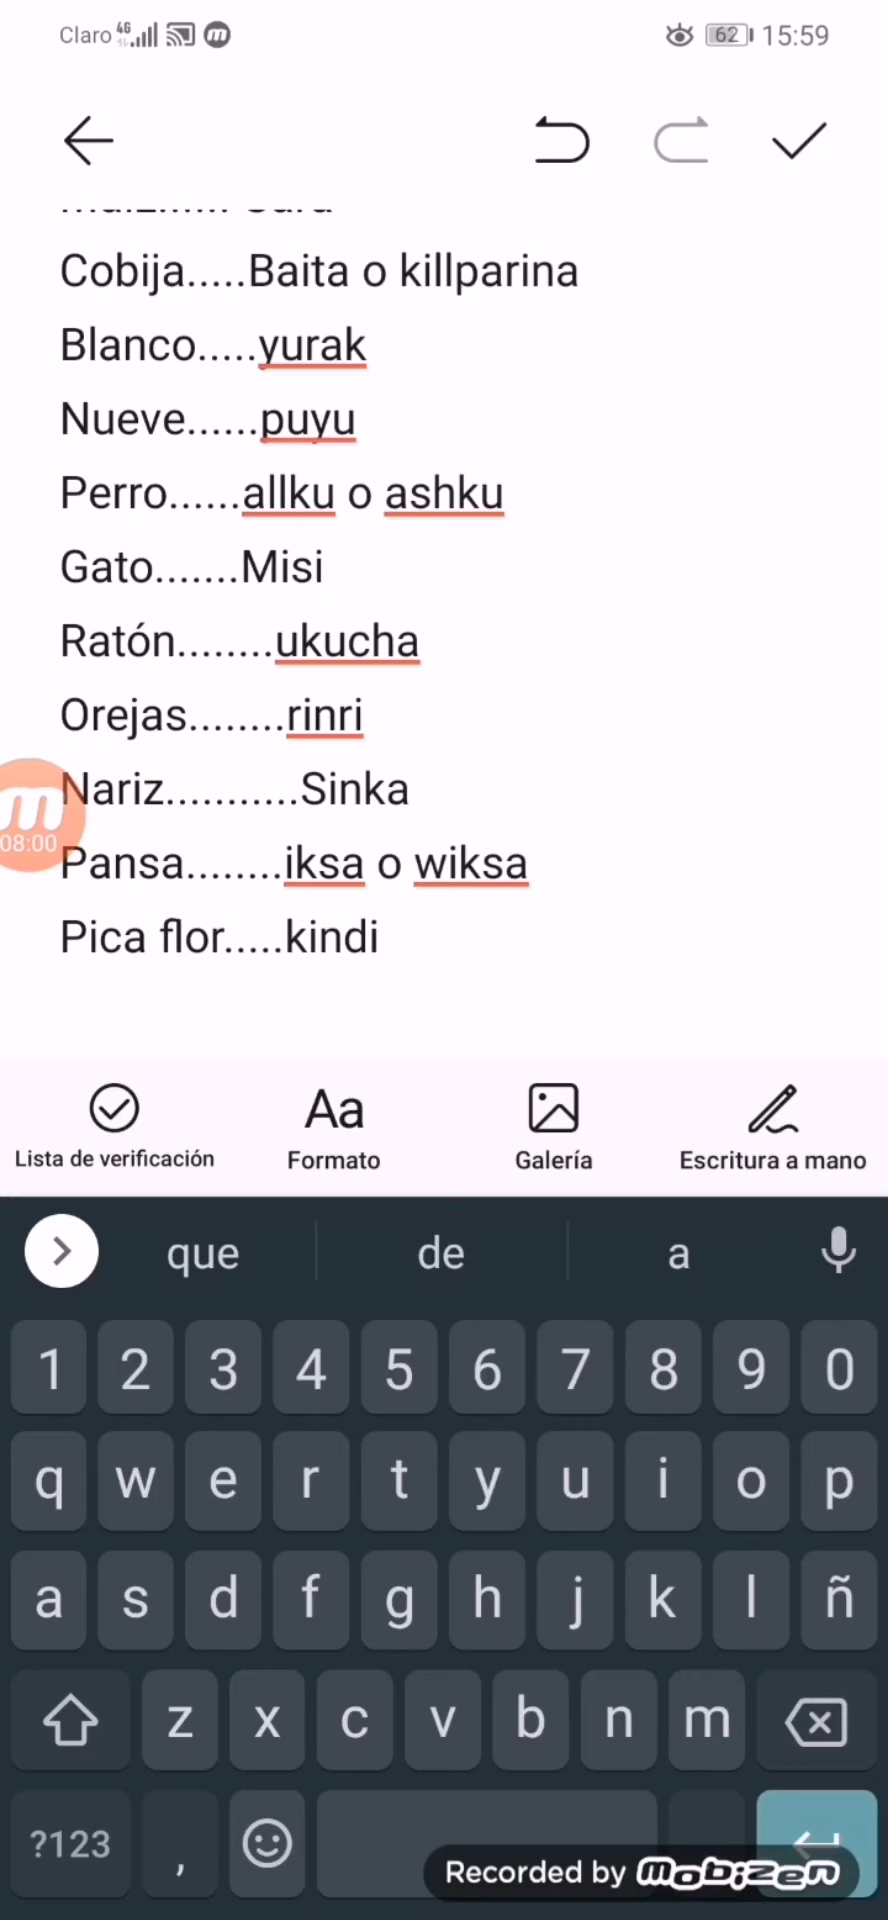 Claro 4G 62 15:59
Cobija.....Baita o killparina
Blanco.....yurak
Nueve......puyu
Perro......allku o ashku
Gato.......Misi
Ratón........ukucha
Orejas........rinri
Nariz...........Sinka
08:00
Pansa........iksa o wiksa
Pica flor.....kindi
Lista de verificación Aa Formato Galería Escritura a mano
que de a
1 2 3 4 5 6 7 8 9 0
q w e r t y u i o p
a s d f g h j k l ñ
z x c v b n m
?123 ,
Recorded by mobizen